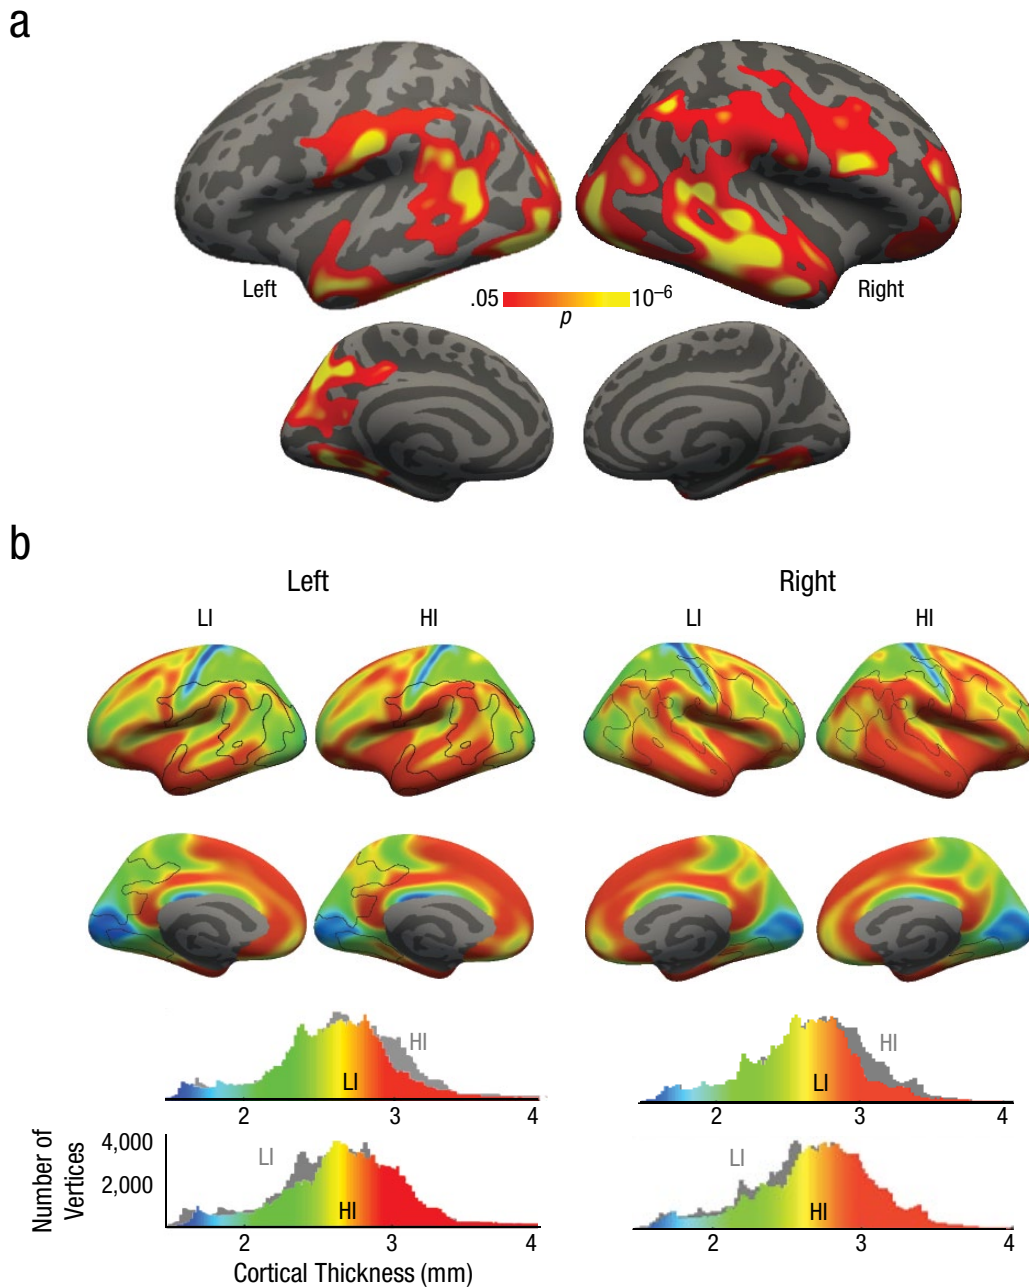 a
Left
Right
.05
10–6
p
b
Left
Right
LI
HI
LI
HI
HI
LI
2
3
4
HI
LI
2
3
4
Number of
Vertices
4,000
2,000
LI
HI
2
3
4
LI
HI
2
3
4
Cortical Thickness (mm)